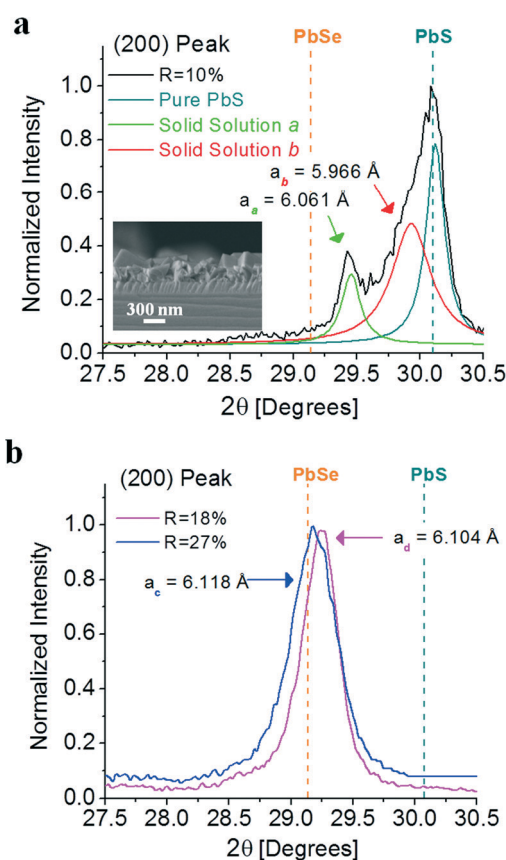 a
(200) Peak
PbSe
PbS
R=10%
Pure PbS
Solid Solution a
Solid Solution b
a_b = 5.966 Å
a_a = 6.061 Å
300 nm
Normalized Intensity
1.0
0.8
0.6
0.4
0.2
0.0
27.5 28.0 28.5 29.0 29.5 30.0 30.5
2θ [Degrees]
b
(200) Peak
PbSe
PbS
R=18%
R=27%
a_d = 6.104 Å
a_c = 6.118 Å
Normalized Intensity
1.0
0.8
0.6
0.4
0.2
0.0
27.5 28.0 28.5 29.0 29.5 30.0 30.5
2θ [Degrees]